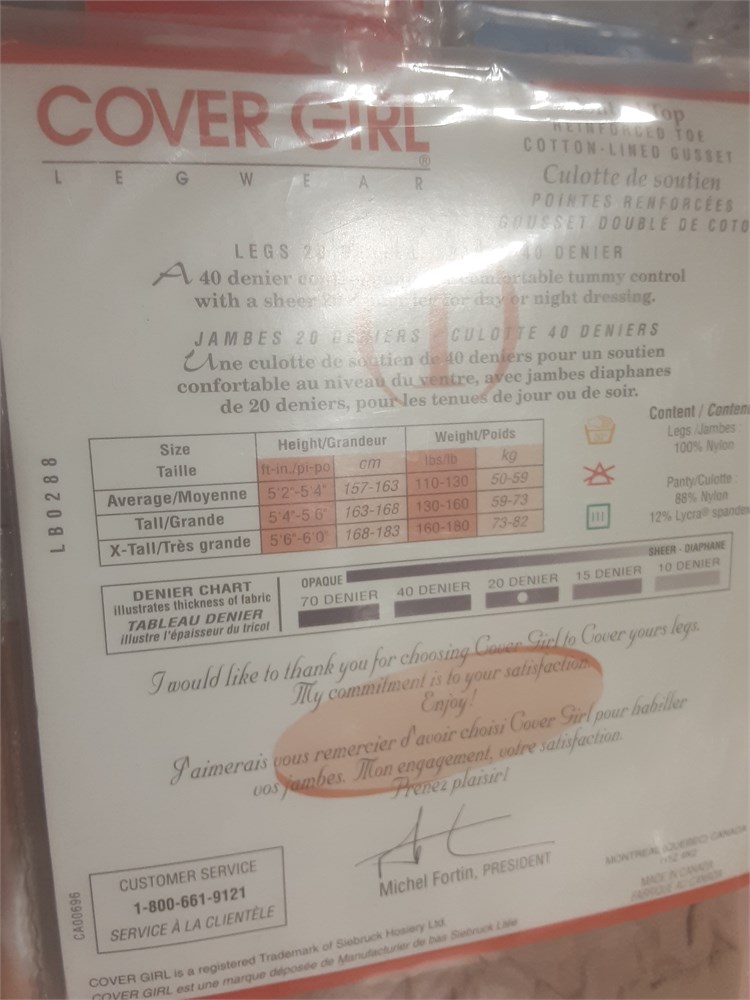 COVER GIRL®
LEGWEAR
Top
REINFORCED TOE
COTTON-LINED GUSSET
Culotte de soutien
POINTES RENFORCÉES
GOUSSET DOUBLÉ DE COTO
LEGS 20 40 DENIER
A 40 denier comfortable tummy control
with a sheer for day or night dressing.
JAMBES 20 DENIERS / CULOTTE 40 DENIERS
Une culotte de soutien de 40 deniers pour un soutien
confortable au niveau du ventre, avec jambes diaphanes
de 20 deniers, pour les tenues de jour ou de soir.
LB0288
Size Height/Grandeur Weight/Poids
Taille ft-in./pi-po cm lbs/lb kg
Average/Moyenne 5'2"-5'4" 157-163 110-130 50-59
Tall/Grande 5'4"-5'6" 163-168 130-160 59-73
X-Tall/Très grande 5'6"-6'0" 168-183 160-180 73-82
Content / Conten
Legs /Jambes :
100% Nylon
Panty/Culotte :
88% Nylon
12% Lycra® spandex
DENIER CHART
illustrates thickness of fabric
TABLEAU DENIER
illustre l'épaisseur du tricot
OPAQUE SHEER - DIAPHANE
70 DENIER 40 DENIER 20 DENIER 15 DENIER 10 DENIER
I would like to thank you for choosing Cover Girl to Cover yours legs.
My commitment is to your satisfaction.
Enjoy!
J'aimerais vous remercier d'avoir choisi Cover Girl pour habiller
vos jambes. Mon engagement, votre satisfaction.
Prenez plaisir!
Michel Fortin, PRESIDENT
CA00696
CUSTOMER SERVICE
1-800-661-9121
SERVICE À LA CLIENTÈLE
MONTREAL (QUEBEC) CANADA
MADE IN CANADA
FABRIQUÉ AU CANADA
COVER GIRL is a registered Trademark of Siebruck Hosiery Ltd.
COVER GIRL est une marque déposée de Manufacturier de bas Siebruck Ltée